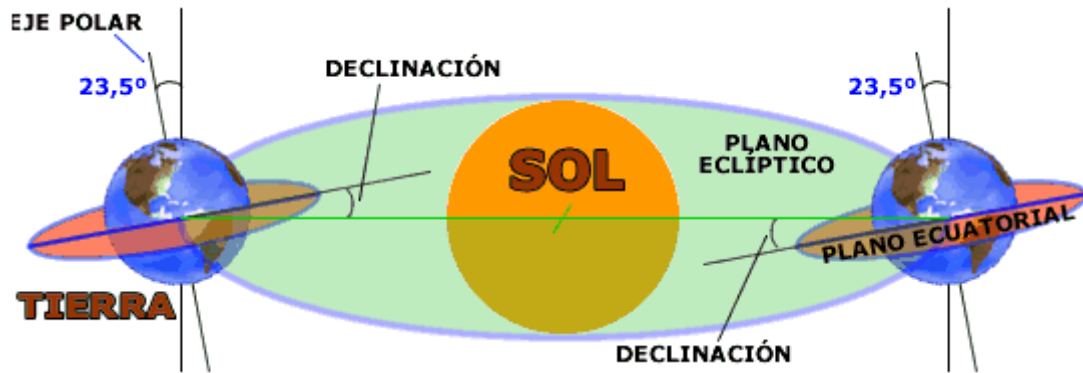 EJE POLAR
23,5º
DECLINACIÓN
23,5º
PLANO
ECLÍPTICO
SOL
PLANO ECUATORIAL
TIERRA
DECLINACIÓN